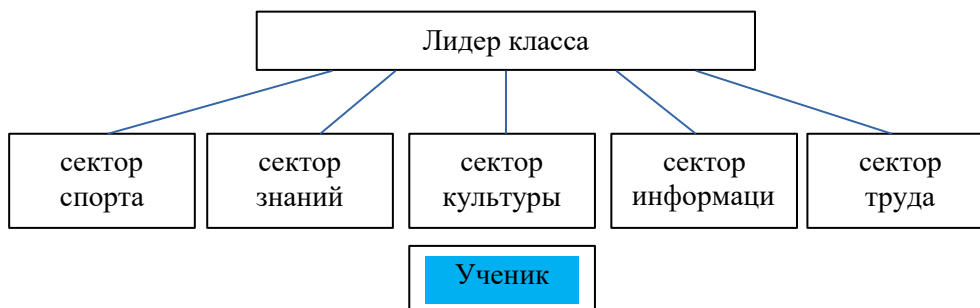 Лидер класса
сектор спорта
сектор знаний
сектор культуры
сектор информаци
сектор труда
Ученик